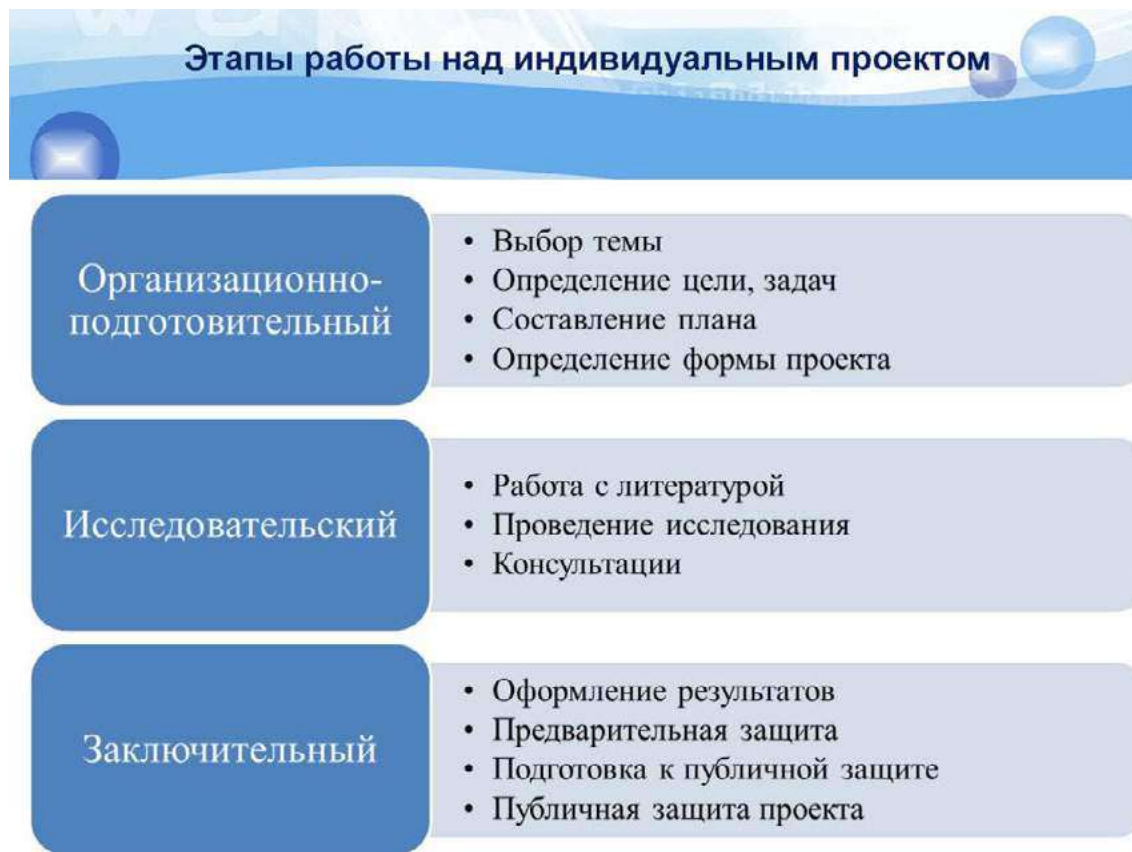 Этапы работы над индивидуальным проектом
Организационно-
подготовительный
• Выбор темы
• Определение цели, задач
• Составление плана
• Определение формы проекта
Исследовательский
• Работа с литературой
• Проведение исследования
• Консультации
Заключительный
• Оформление результатов
• Предварительная защита
• Подготовка к публичной защите
• Публичная защита проекта